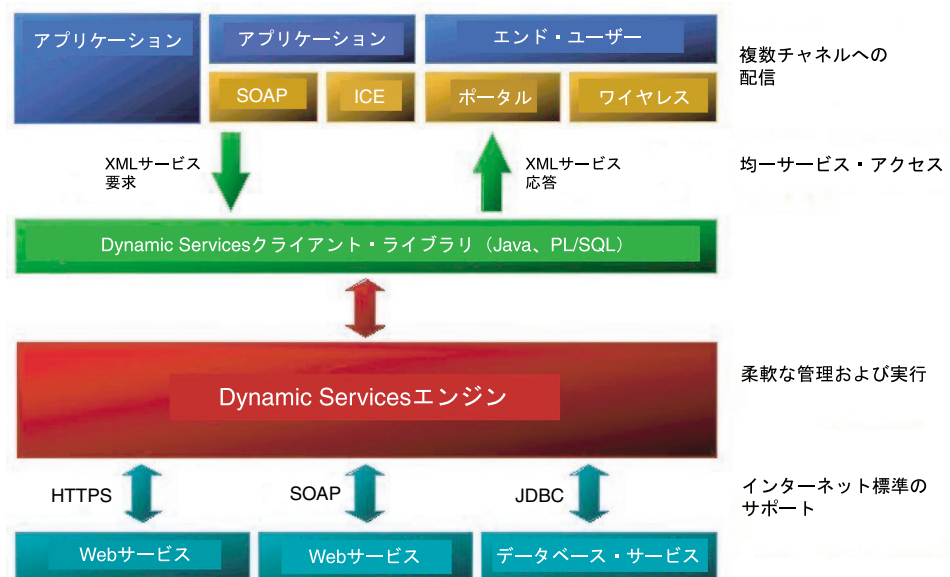 アプリケーション
アプリケーション
エンド・ユーザー
SOAP
ICE
ポータル
ワイヤレス
複数チャネルへの
配信
XMLサービス
要求
XMLサービス
応答
均一サービス・アクセス
Dynamic Servicesクライアント・ライブラリ（Java、PL/SQL）
Dynamic Servicesエンジン
柔軟な管理および実行
HTTPS
SOAP
JDBC
インターネット標準の
サポート
Webサービス
Webサービス
データベース・サービス